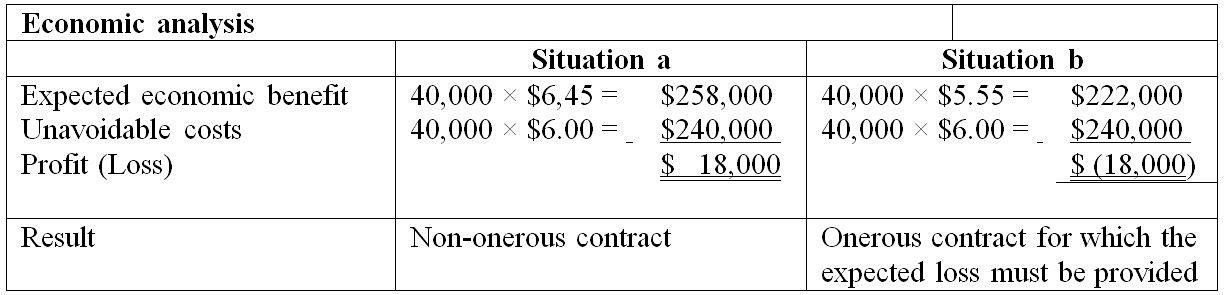 Economic analysis
Situation a Situation b
Expected economic benefit 40,000 × $6,45 = $258,000 40,000 × $5.55 = $222,000
Unavoidable costs 40,000 × $6.00 = $240,000 40,000 × $6.00 = $240,000
Profit (Loss) $ 18,000 $ (18,000)
Result Non-onerous contract Onerous contract for which the
expected loss must be provided